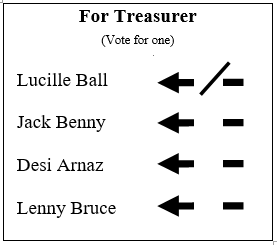 For Treasurer
(Vote for one)
Lucille Ball
Jack Benny
Desi Arnaz
Lenny Bruce